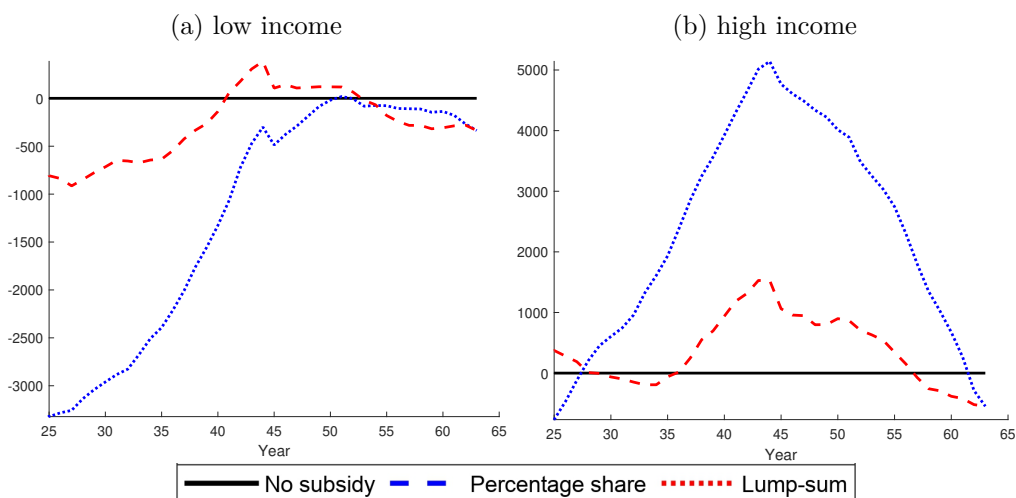 (a) low income
(b) high income
0
-500
-1000
-1500
-2000
-2500
-3000
25 30 35 40 45 50 55 60 65
Year
5000
4000
3000
2000
1000
0
25 30 35 40 45 50 55 60 65
Year
No subsidy Percentage share Lump-sum